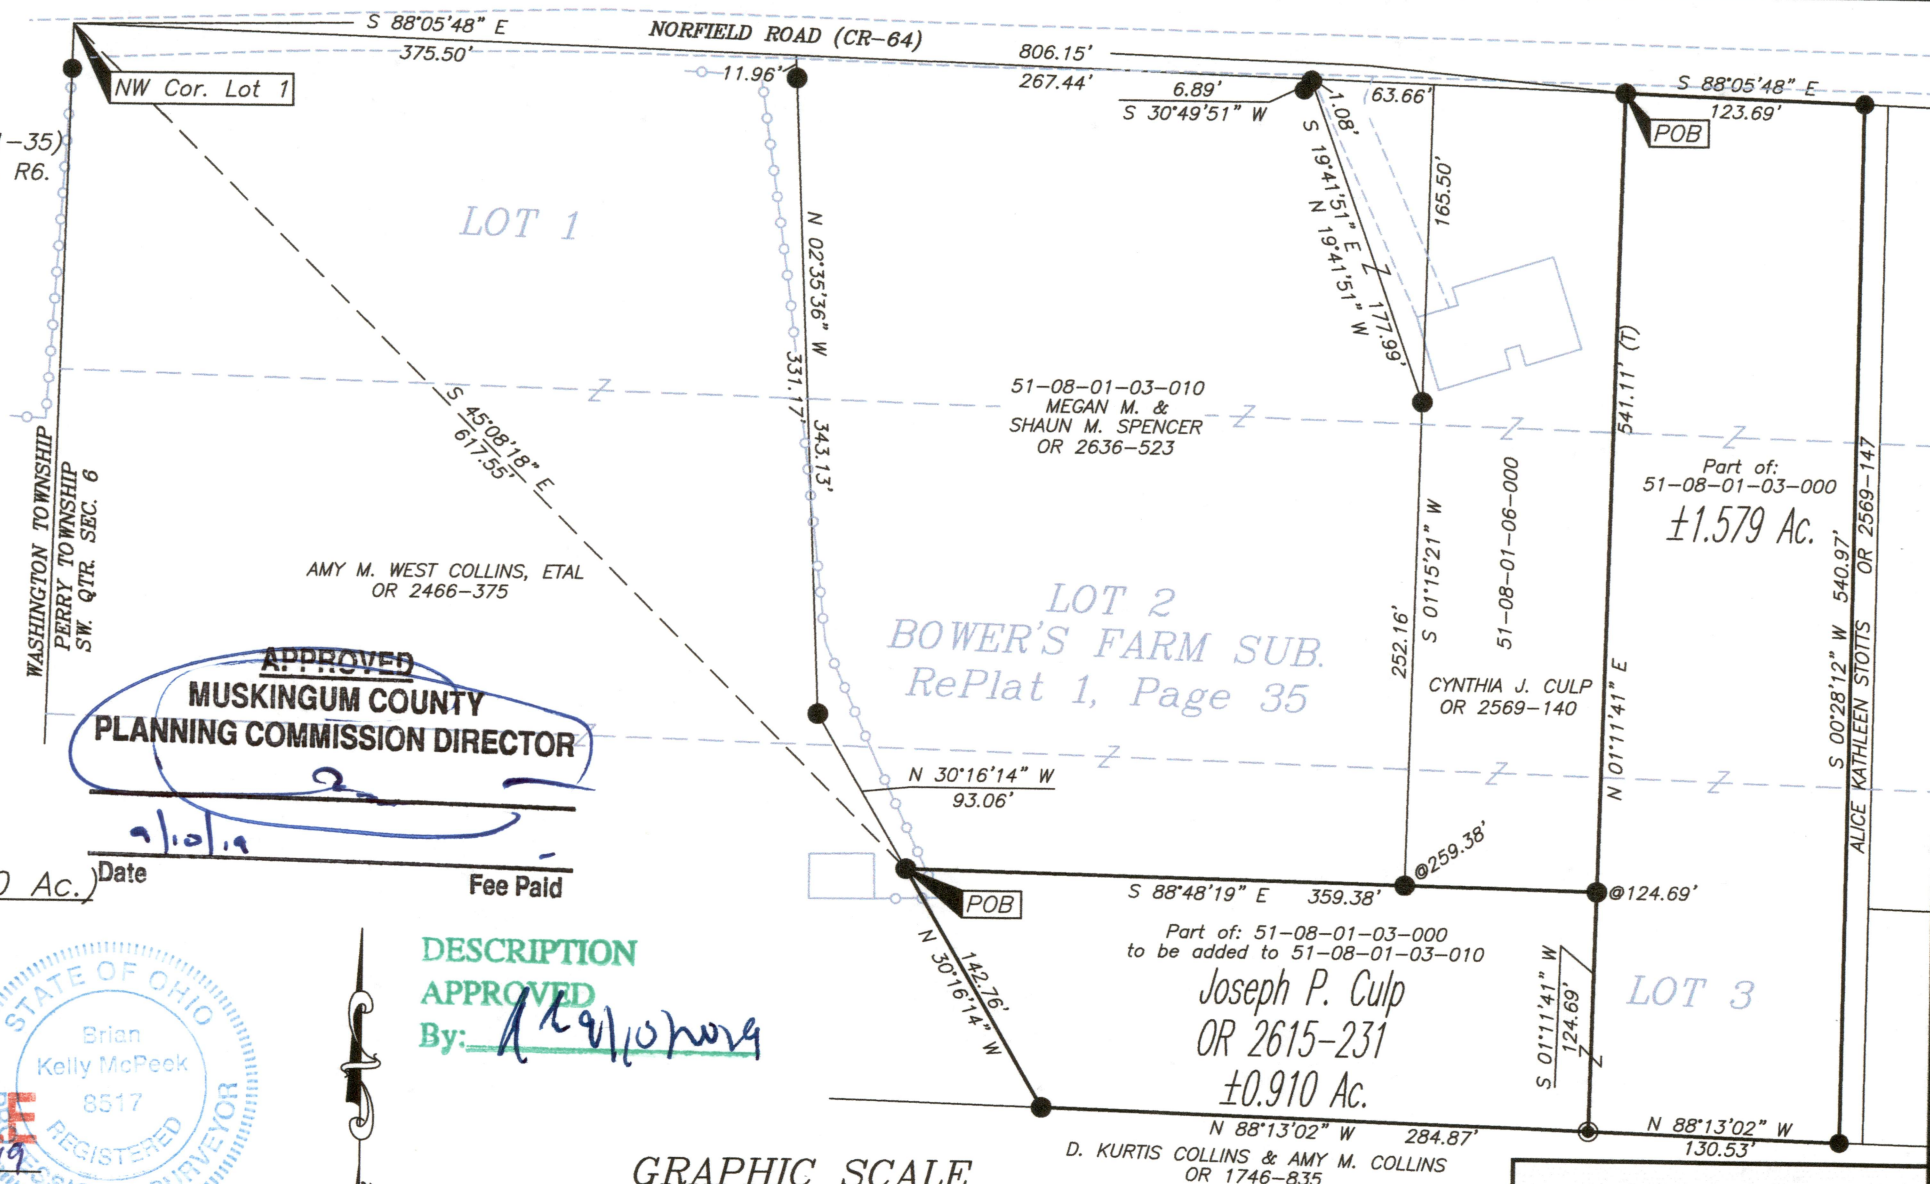 S 88°05'48" E
375.50'
NORFIELD ROAD (CR-64)
806.15'
11.96'
267.44'
6.89'
S 30°49'51" W
1.08'
63.66'
S 88°05'48" E
123.69'
NW Cor. Lot 1
POB
-35)
R6.
LOT 1
S 19°41'51" E
N 19°41'51" W
177.99'
165.50'
N 02°35'36" W
331.17'
343.13'
S 45°08'18" E
617.55'
51-08-01-03-010
MEGAN M. &
SHAUN M. SPENCER
OR 2636-523
541.11' (T)
N 01°11'41" E
Part of:
51-08-01-03-000
±1.579 Ac.
S 00°28'12" W 540.97'
ALICE KATHLEEN STOTTS OR 2569-147
WASHINGTON TOWNSHIP
PERRY TOWNSHIP
SW. QTR. SEC. 6
AMY M. WEST COLLINS, ETAL
OR 2466-375
LOT 2
BOWER'S FARM SUB.
RePlat 1, Page 35
252.16'
S 01°15'21" W
51-08-01-06-000
CYNTHIA J. CULP
OR 2569-140
APPROVED
MUSKINGUM COUNTY
PLANNING COMMISSION DIRECTOR
9/10/19
Date
Fee Paid
Ac.)
N 30°16'14" W
93.06'
@259.38'
S 88°48'19" E 359.38'
@124.69'
POB
Part of: 51-08-01-03-000
to be added to 51-08-01-03-010
Joseph P. Culp
OR 2615-231
±0.910 Ac.
142.76'
N 30°16'14" W
S 01°11'41" W
124.69'
LOT 3
DESCRIPTION
APPROVED
By: 9/10/2019
STATE OF OHIO
Brian
Kelly McPeek
8517
REGISTERED
SURVEYOR
N 88°13'02" W 284.87'
N 88°13'02" W
130.53'
D. KURTIS COLLINS & AMY M. COLLINS
OR 1746-835
GRAPHIC SCALE